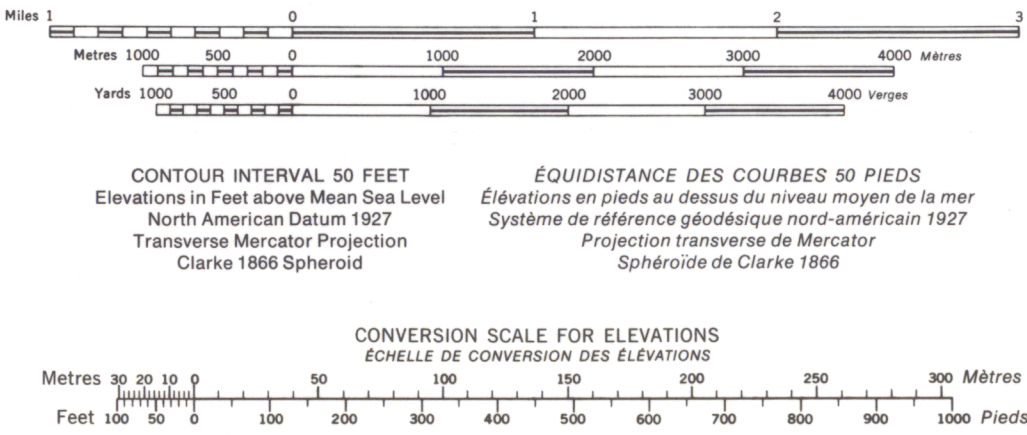 Miles 1 0 1 2 3
Metres 1000 500 0 1000 2000 3000 4000 Mètres
Yards 1000 500 0 1000 2000 3000 4000 Verges
CONTOUR INTERVAL 50 FEET
Elevations in Feet above Mean Sea Level
North American Datum 1927
Transverse Mercator Projection
Clarke 1866 Spheroid
ÉQUIDISTANCE DES COURBES 50 PIEDS
Élévations en pieds au dessus du niveau moyen de la mer
Système de référence géodésique nord-américain 1927
Projection transverse de Mercator
Sphéroïde de Clarke 1866
CONVERSION SCALE FOR ELEVATIONS
ÉCHELLE DE CONVERSION DES ÉLÉVATIONS
Metres 30 20 10 0 50 100 150 200 250 300 Mètres
Feet 100 50 0 100 200 300 400 500 600 700 800 900 1000 Pieds